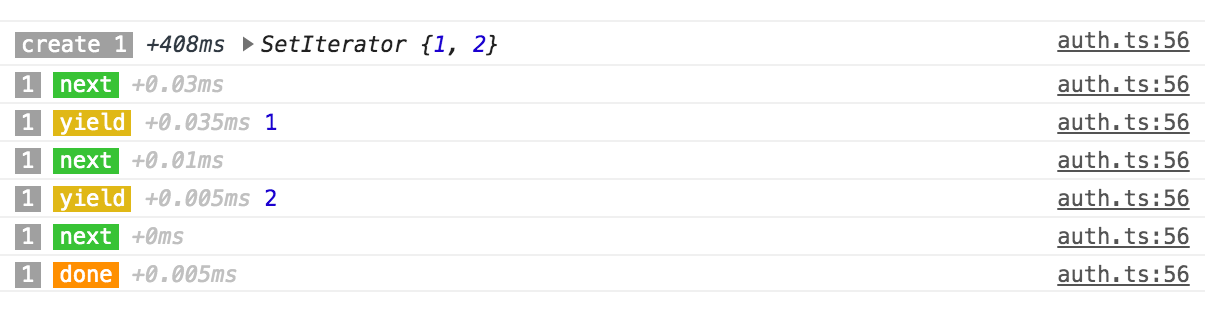 create 1 +408ms ▶SetIterator {1, 2} auth.ts:56
1 next +0.03ms auth.ts:56
1 yield +0.035ms 1 auth.ts:56
1 next +0.01ms auth.ts:56
1 yield +0.005ms 2 auth.ts:56
1 next +0ms auth.ts:56
1 done +0.005ms auth.ts:56